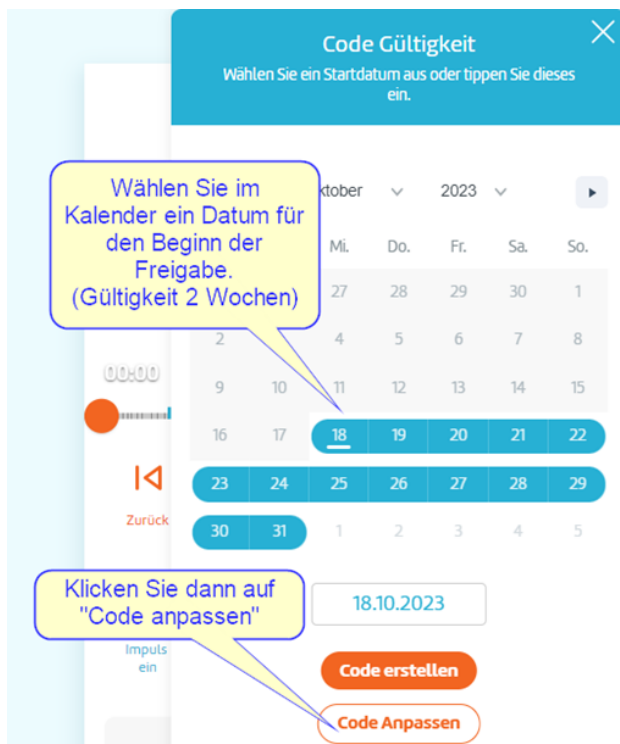 Code Gültigkeit
Wählen Sie ein Startdatum aus oder tippen Sie dieses
ein.
Wählen Sie im
Kalender ein Datum für
den Beginn der
Freigabe.
(Gültigkeit 2 Wochen)
ktober 2023
Mi. Do. Fr. Sa. So.
27 28 29 30 1
2 4 5 6 7 8
00:00
9 10 11 12 13 14 15
16 17 18 19 20 21 22
23 24 25 26 27 28 29
Zurück
30 31 1 2 3 4 5
Klicken Sie dann auf
"Code anpassen"
18.10.2023
Impuls
ein
Code erstellen
Code Anpassen